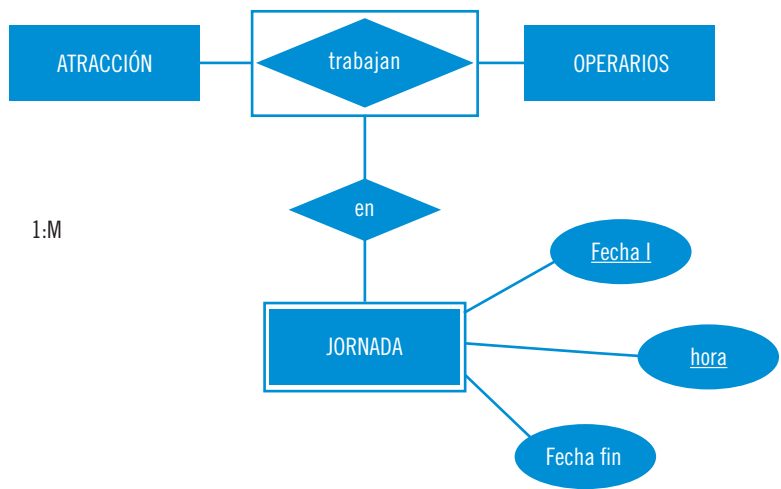 ATRACCIÓN
trabajan
OPERARIOS
en
1:M
Fecha I
JORNADA
hora
Fecha fin